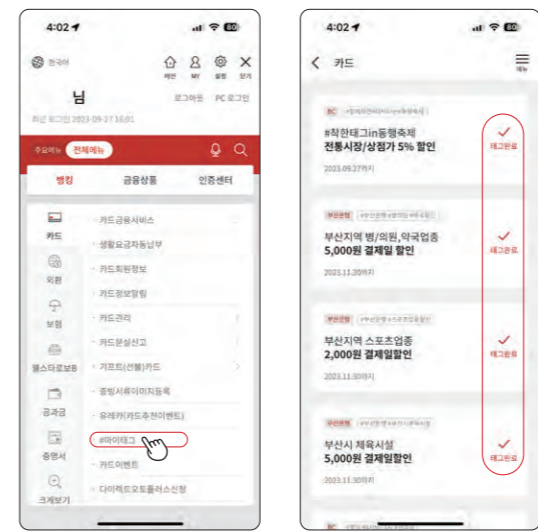 4:02
80
한국어
메인
MY
설정
닫기
님
로그아웃
PC 로그인
최근 로그인 2023-09-27 16:01
주요메뉴
전체메뉴
뱅킹
금융상품
인증센터
카드
외환
보험
웰스타로보B
공과금
증명서
크게보기
카드금융서비스
생활요금자동납부
카드회원정보
카드정보알림
카드관리
카드분실신고
기프트(선불)카드
증빙서류이미지등록
유레카(카드추천이벤트)
#마이태그
카드이벤트
다이렉트오토플러스신청
4:02
80
카드
메뉴
BC
#착한태그in동행축제
전통시장/상점가 5% 할인
2023.09.27까지
태그완료
부산은행
부산지역 병/의원,약국업종
5,000원 결제일 할인
2023.11.30까지
태그완료
부산은행
부산지역 스포츠업종
2,000원 결제일할인
2023.11.30까지
태그완료
부산은행
부산시 체육시설
5,000원 결제일할인
2023.11.30까지
태그완료
BC